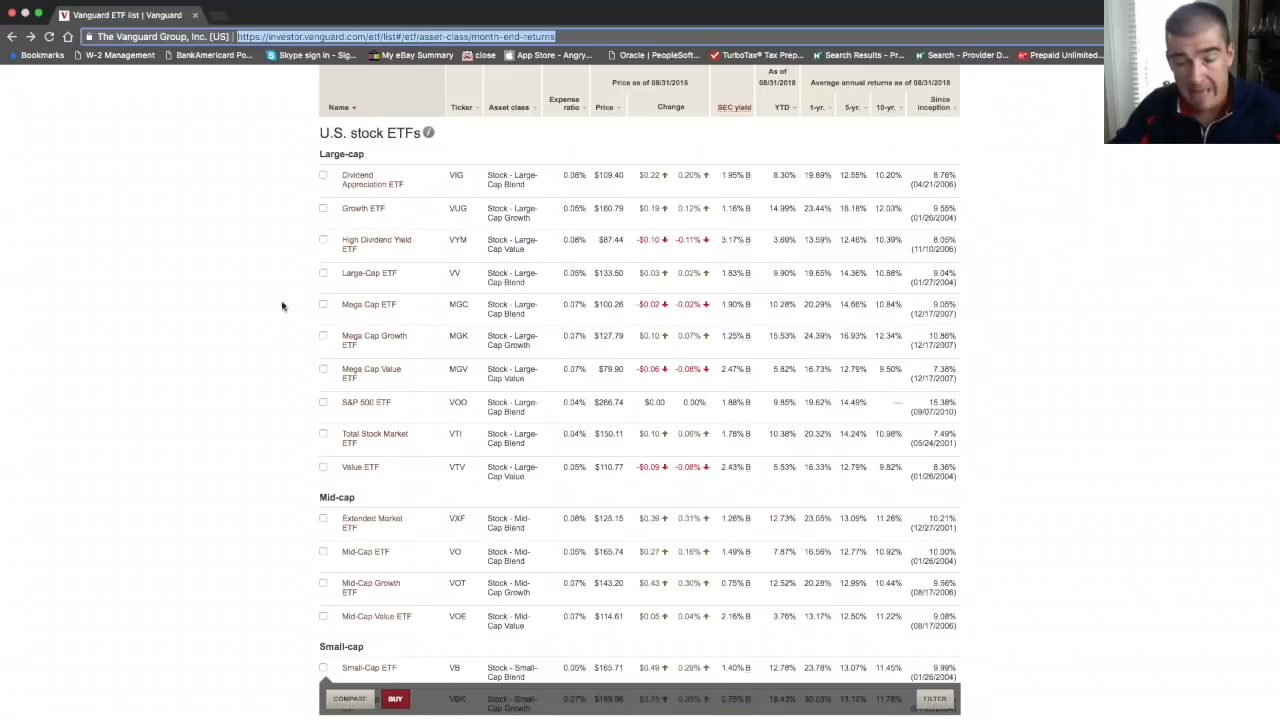 Vanguard ETF list | Vanguard
The Vanguard Group, Inc. [US] | https://investor.vanguard.com/etf/list#/etf/asset-class/month-end-returns
Bookmarks W-2 Management BankAmericard Po... Skype sign in - Sig... My eBay Summary close App Store - Angry... Oracle | PeopleSoft... TurboTax® Tax Prep... Search Results - Pr... Search - Provider D... Prepaid Unlimited...
Price as of 08/31/2018 As of 08/31/2018 Average annual returns as of 08/31/2018
Name Ticker Asset class Expense ratio Price Change SEC yield YTD 1-yr. 5-yr. 10-yr. Since inception
U.S. stock ETFs
Large-cap
Dividend Appreciation ETF VIG Stock - Large-Cap Blend 0.08% $109.40 $0.22 0.20% 1.95% B 8.30% 19.89% 12.55% 10.20% 8.76% (04/21/2006)
Growth ETF VUG Stock - Large-Cap Growth 0.05% $160.79 $0.19 0.12% 1.16% B 14.99% 23.44% 16.18% 12.03% 9.55% (01/26/2004)
High Dividend Yield ETF VYM Stock - Large-Cap Value 0.08% $87.44 -$0.10 -0.11% 3.17% B 3.69% 13.59% 12.46% 10.39% 8.05% (11/10/2006)
Large-Cap ETF VV Stock - Large-Cap Blend 0.05% $133.50 $0.03 0.02% 1.83% B 9.90% 19.65% 14.36% 10.88% 9.04% (01/27/2004)
Mega Cap ETF MGC Stock - Large-Cap Blend 0.07% $100.26 -$0.02 -0.02% 1.90% B 10.28% 20.29% 14.66% 10.84% 9.05% (12/17/2007)
Mega Cap Growth ETF MGK Stock - Large-Cap Growth 0.07% $127.79 $0.10 0.07% 1.25% B 15.53% 24.39% 16.93% 12.34% 10.86% (12/17/2007)
Mega Cap Value ETF MGV Stock - Large-Cap Value 0.07% $79.90 -$0.06 -0.08% 2.47% B 5.82% 16.73% 12.79% 9.50% 7.38% (12/17/2007)
S&P 500 ETF VOO Stock - Large-Cap Blend 0.04% $266.74 $0.00 0.00% 1.88% B 9.85% 19.62% 14.49% — 15.38% (09/07/2010)
Total Stock Market ETF VTI Stock - Large-Cap Blend 0.04% $150.11 $0.10 0.06% 1.78% B 10.38% 20.32% 14.24% 10.98% 7.49% (05/24/2001)
Value ETF VTV Stock - Large-Cap Value 0.05% $110.77 -$0.09 -0.08% 2.43% B 5.53% 16.33% 12.79% 9.82% 8.36% (01/26/2004)
Mid-cap
Extended Market ETF VXF Stock - Mid-Cap Blend 0.08% $125.15 $0.39 0.31% 1.26% B 12.73% 23.05% 13.09% 11.26% 10.21% (12/27/2001)
Mid-Cap ETF VO Stock - Mid-Cap Blend 0.05% $165.74 $0.27 0.16% 1.49% B 7.87% 16.56% 12.77% 10.92% 10.00% (01/26/2004)
Mid-Cap Growth ETF VOT Stock - Mid-Cap Growth 0.07% $143.20 $0.43 0.30% 0.75% B 12.52% 20.28% 12.99% 10.44% 9.56% (08/17/2006)
Mid-Cap Value ETF VOE Stock - Mid-Cap Value 0.07% $114.61 $0.05 0.04% 2.16% B 3.76% 13.17% 12.50% 11.22% 9.08% (08/17/2006)
Small-cap
Small-Cap ETF VB Stock - Small-Cap Blend 0.05% $165.71 $0.49 0.29% 1.40% B 12.78% 23.78% 13.07% 11.45% 9.99% (01/26/2004)
COMPARE BUY VBK Stock - Small-Cap Growth 0.07% 0.75% B FILTER